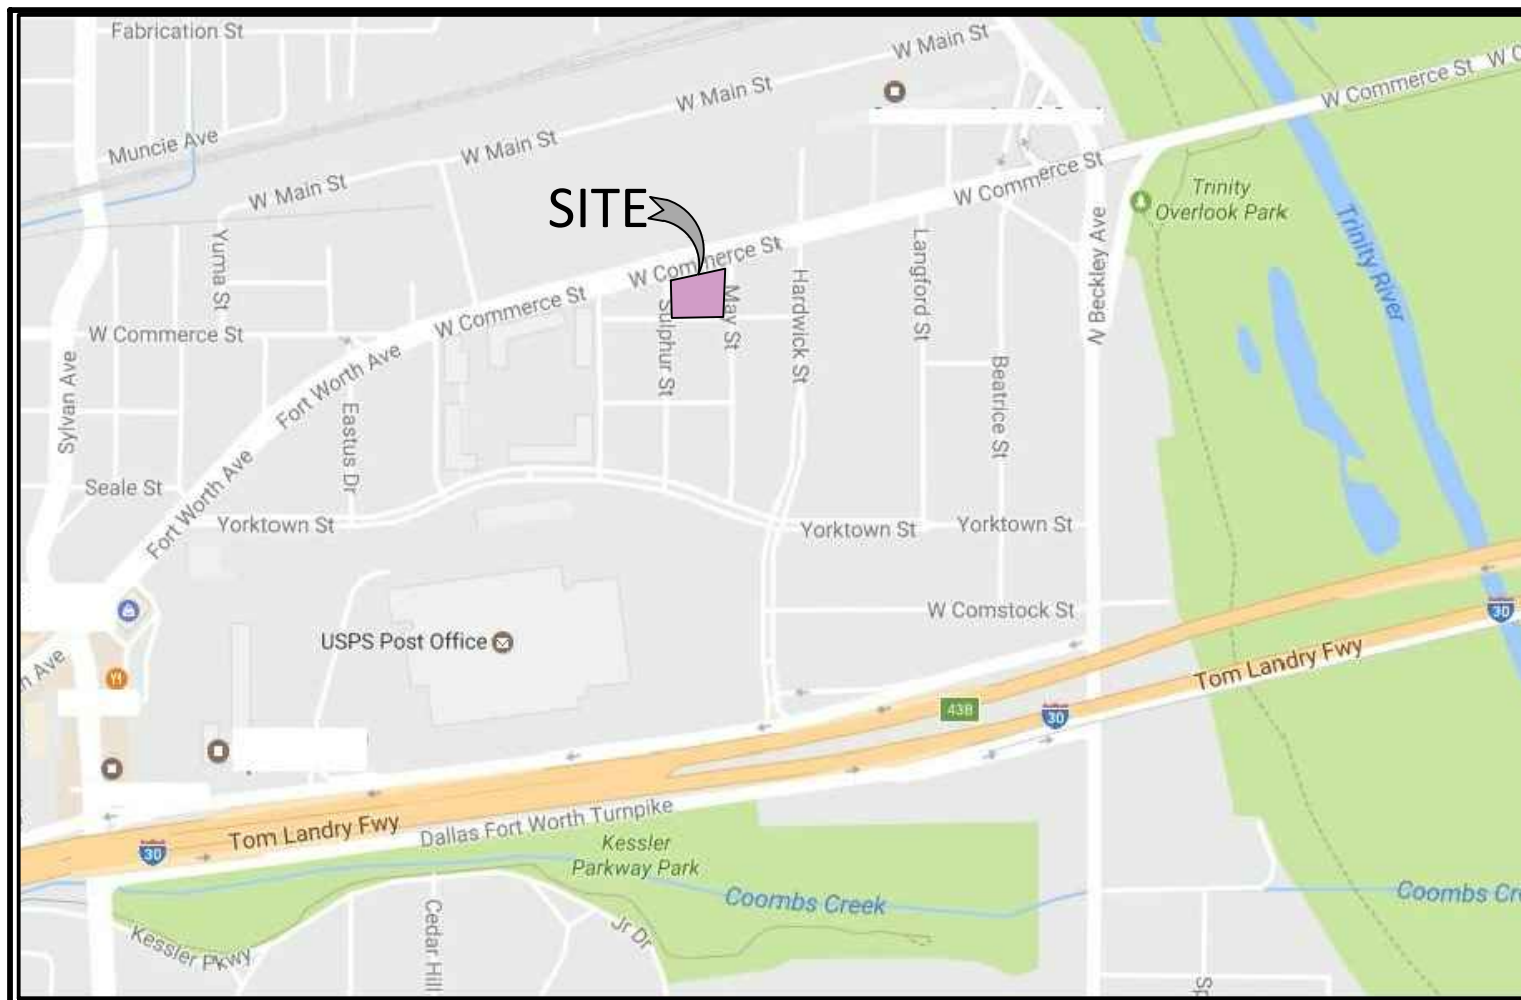 Fabrication St
W Main St
W Commerce St
W C
W Main St
Muncie Ave
W Main St
W Main St
W Commerce St
Trinity
Overlook Park
SITE
Trinity River
Yuma St
W Commerce St
Langford St
N Beckley Ave
Hardwick St
May St
Sulphur St
W Commerce St
W Commerce St
Sylvan Ave
Fort Worth Ave
Eastus Dr
Beatrice St
Seale St
Fort Worth Ave
Yorktown St
Yorktown St
Yorktown St
W Comstock St
30
USPS Post Office
n Ave
Tom Landry Fwy
43B
30
Tom Landry Fwy
Dallas Fort Worth Turnpike
30
Kessler
Parkway Park
Coombs Creek
Coombs Cr
Kessler Pkwy
Cedar Hill
Jr Dr
Sp